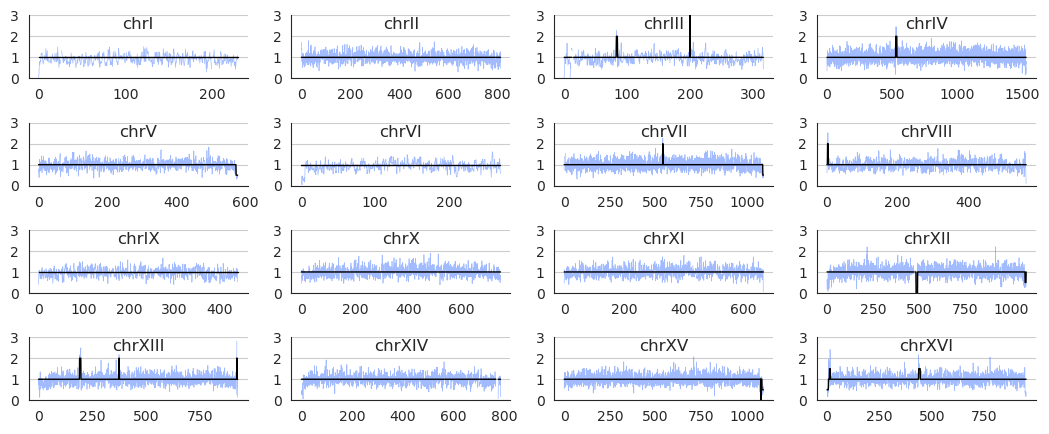 chrI chrII chrIII chrIV
3 3 3 3
2 2 2 2
1 1 1 1
0 0 0 0
0 100 200 0 200 400 600 800 0 100 200 300 0 500 1000 1500
chrV chrVI chrVII chrVIII
3 3 3 3
2 2 2 2
1 1 1 1
0 0 0 0
0 200 400 600 0 100 200 0 250 500 750 1000 0 200 400
chrIX chrX chrXI chrXII
3 3 3 3
2 2 2 2
1 1 1 1
0 0 0 0
0 100 200 300 400 0 200 400 600 0 200 400 600 0 250 500 750 1000
chrXIII chrXIV chrXV chrXVI
3 3 3 3
2 2 2 2
1 1 1 1
0 0 0 0
0 250 500 750 0 200 400 600 800 0 250 500 750 1000 0 250 500 750